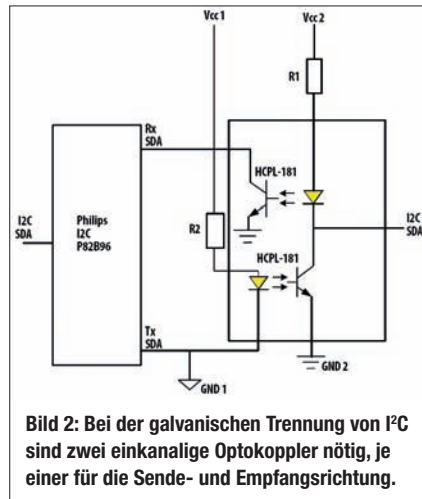 Vcc 1
Vcc 2
R1
Rx
SDA
HCPL-181
I2C
SDA
Philips
I2C
P82B96
R2
HCPL-181
I2C
SDA
Tx
SDA
GND 1
GND 2
Bild 2: Bei der galvanischen Trennung von I²C
sind zwei einkanalige Optokoppler nötig, je
einer für die Sende- und Empfangsrichtung.